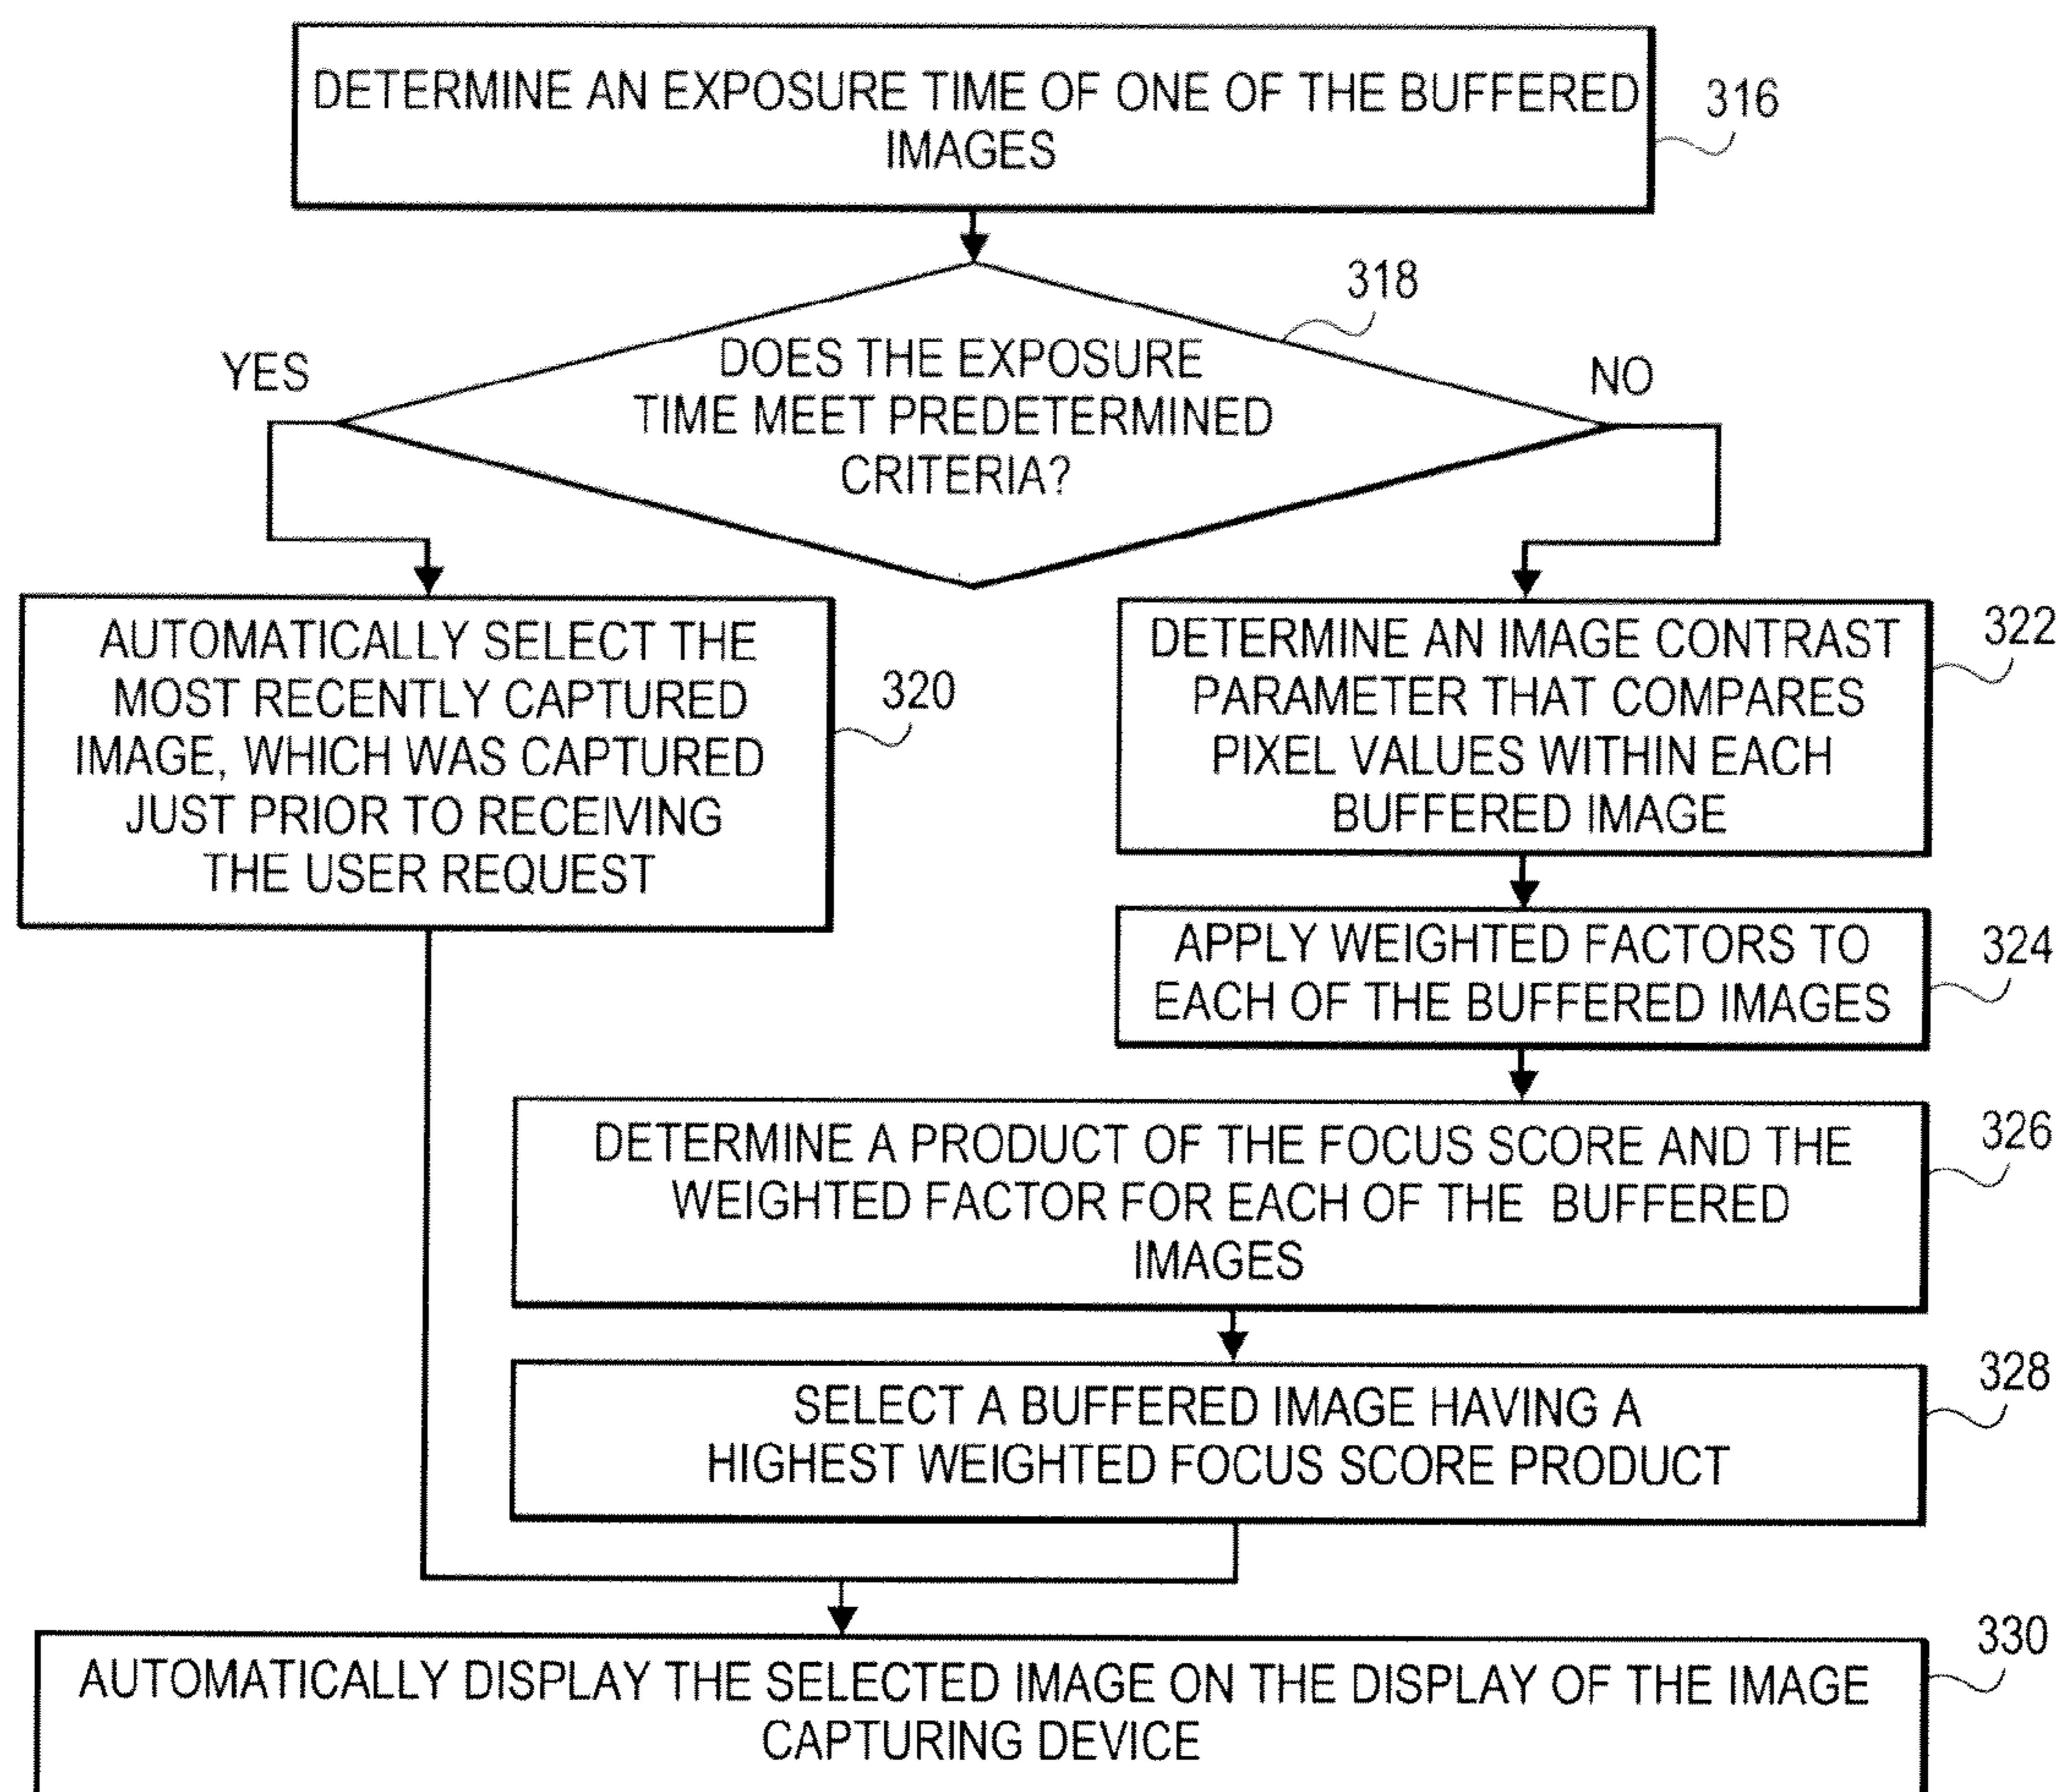 DETERMINE AN EXPOSURE TIME OF ONE OF THE BUFFERED
IMAGES
316
318
YES
NO
DOES THE EXPOSURE
TIME MEET PREDETERMINED
CRITERIA?
AUTOMATICALLY SELECT THE
MOST RECENTLY CAPTURED
IMAGE, WHICH WAS CAPTURED
JUST PRIOR TO RECEIVING
THE USER REQUEST
320
DETERMINE AN IMAGE CONTRAST
PARAMETER THAT COMPARES
PIXEL VALUES WITHIN EACH
BUFFERED IMAGE
322
APPLY WEIGHTED FACTORS TO
EACH OF THE BUFFERED IMAGES
324
DETERMINE A PRODUCT OF THE FOCUS SCORE AND THE
WEIGHTED FACTOR FOR EACH OF THE BUFFERED
IMAGES
326
SELECT A BUFFERED IMAGE HAVING A
HIGHEST WEIGHTED FOCUS SCORE PRODUCT
328
AUTOMATICALLY DISPLAY THE SELECTED IMAGE ON THE DISPLAY OF THE IMAGE
CAPTURING DEVICE
330